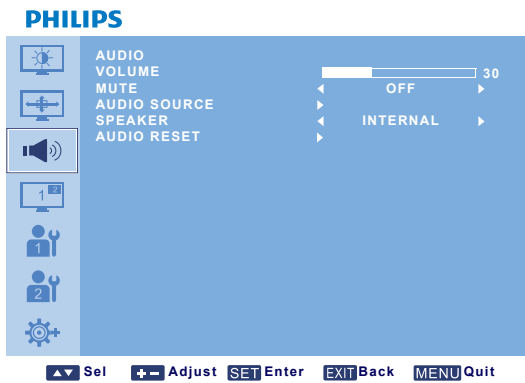 PHILIPS
AUDIO
VOLUME 30
MUTE OFF
AUDIO SOURCE
SPEAKER INTERNAL
AUDIO RESET
1 2
1
2
Sel + - Adjust SET Enter EXIT Back MENU Quit